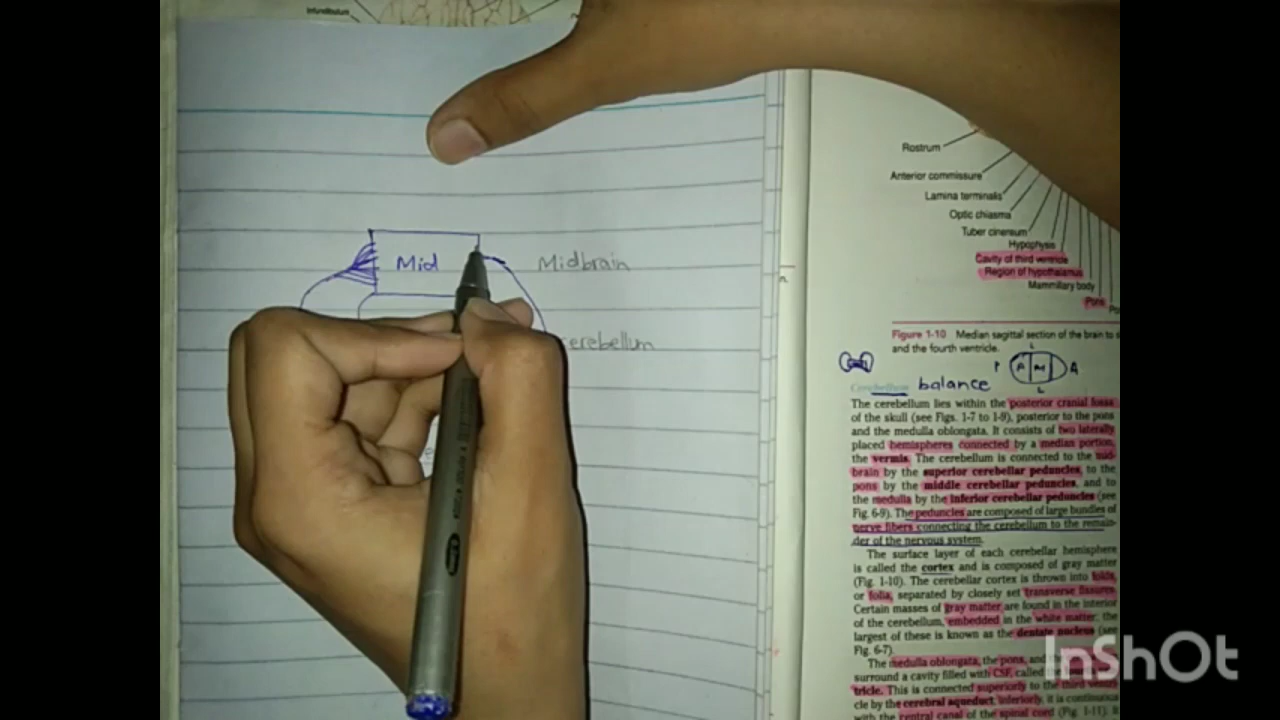 Infundibulum
Mid
Midbrain
cerebellum
Rostrum
Anterior commissure
Lamina terminalis
Optic chiasma
Tuber cinereum
Hypophysis
Cavity of third ventricle
Region of hypothalamus
Mammillary body
Pons
Figure 1-10 Median sagittal section of the brain to s
and the fourth ventricle.
Cerebellum balance
The cerebellum lies within the posterior cranial fossa
of the skull (see Figs. 1-7 to 1-9), posterior to the pons
and the medulla oblongata. It consists of two laterally
placed hemispheres connected by a median portion,
the vermis. The cerebellum is connected to the mid-
brain by the superior cerebellar peduncles, to the
pons by the middle cerebellar peduncles, and to
the medulla by the inferior cerebellar peduncles (see
Fig. 6-9). The peduncles are composed of large bundles of
nerve fibers connecting the cerebellum to the remain-
der of the nervous system.
The surface layer of each cerebellar hemisphere
is called the cortex and is composed of gray matter
(Fig. 1-10). The cerebellar cortex is thrown into folds,
or folia, separated by closely set transverse fissures.
Certain masses of gray matter are found in the interior
of the cerebellum, embedded in the white matter; the
largest of these is known as the dentate nucleus (see
Fig. 6-7).
The medulla oblongata, the pons, and
surround a cavity filled with CSF, called
tricle. This is connected superiorly to the third ventri-
cle by the cerebral aqueduct; inferiorly, it is continuous
with the central canal of the spinal cord (Fig. 1-11). It
InShOt